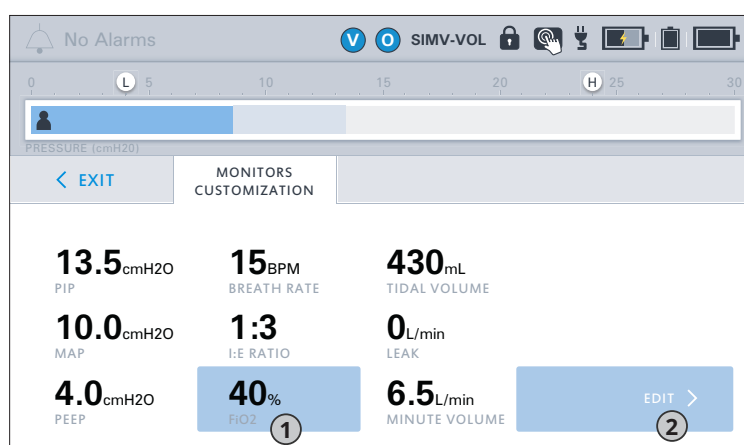 No Alarms V O SIMV-VOL
0 L 5 10 15 20 H 25 30
PRESSURE (cmH20)
EXIT
MONITORS
CUSTOMIZATION
13.5cmH2O 15BPM 430mL
PIP BREATH RATE TIDAL VOLUME
10.0cmH2O 1:3 0L/min
MAP I:E RATIO LEAK
4.0cmH2O 40% 6.5L/min EDIT
PEEP FiO2 1 MINUTE VOLUME 2